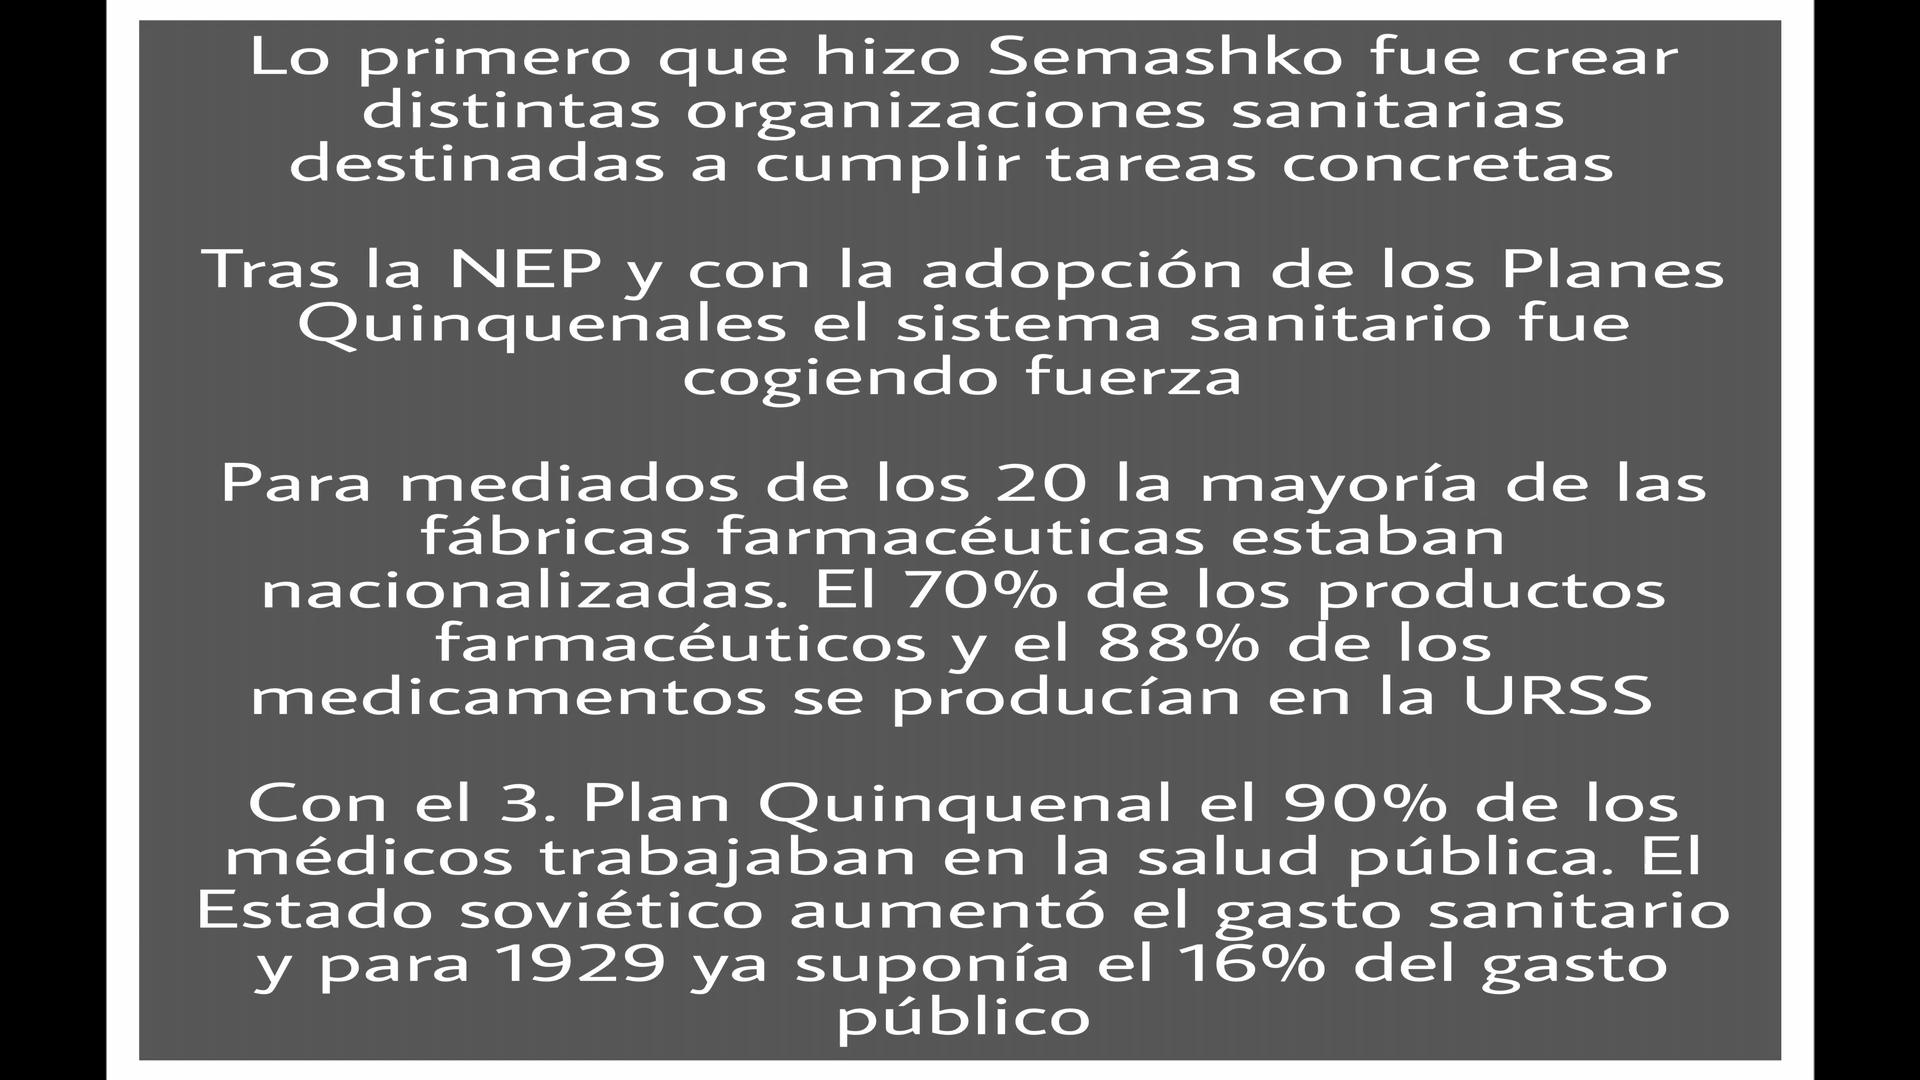 Lo primero que hizo Semashko fue crear
distintas organizaciones sanitarias
destinadas a cumplir tareas concretas
Tras la NEP y con la adopción de los Planes
Quinquenales el sistema sanitario fue
cogiendo fuerza
Para mediados de los 20 la mayoría de las
fábricas farmacéuticas estaban
nacionalizadas. El 70% de los productos
farmacéuticos y el 88% de los
medicamentos se producían en la URSS
Con el 3. Plan Quinquenal el 90% de los
médicos trabajaban en la salud pública. El
Estado soviético aumentó el gasto sanitario
y para 1929 ya suponía el 16% del gasto
público